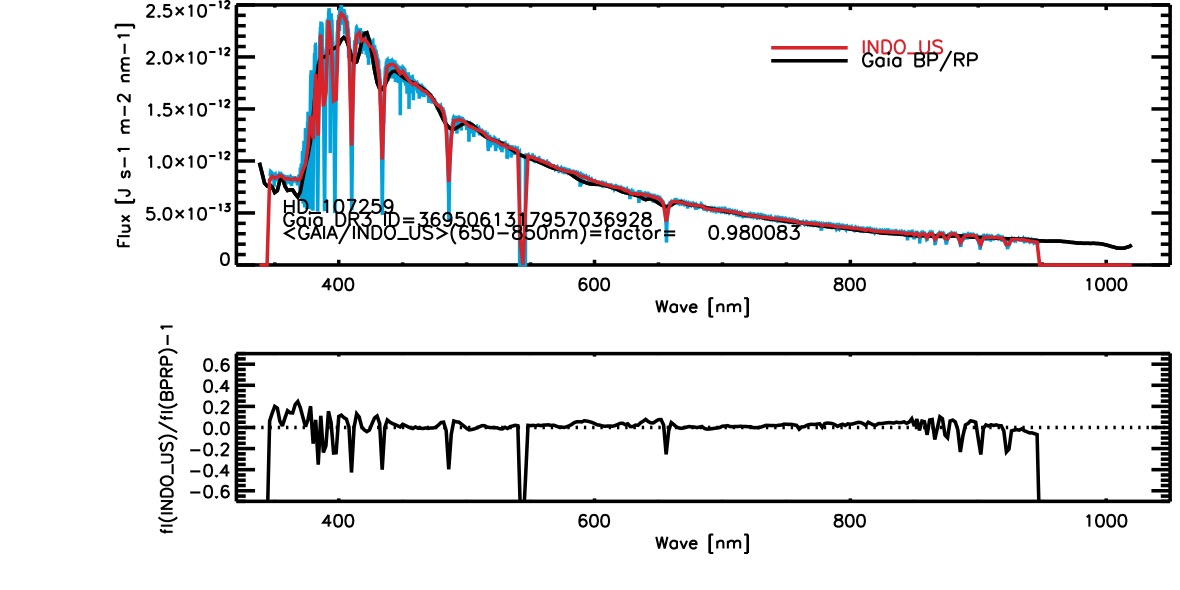 2.5×10⁻¹²
2.0×10⁻¹²
1.5×10⁻¹²
1.0×10⁻¹²
5.0×10⁻¹³
0
Flux [J s−1 m−2 nm−1]
INDO_US
Gaia BP/RP
HD_107259
Gaia DR3 ID=3695061317957036928
<GAIA/INDO_US>(650−850nm)=factor= 0.980083
400 600 800 1000
Wave [nm]
fl(INDO_US)/fl(BPRP)−1
0.6
0.4
0.2
0.0
−0.2
−0.4
−0.6
400 600 800 1000
Wave [nm]